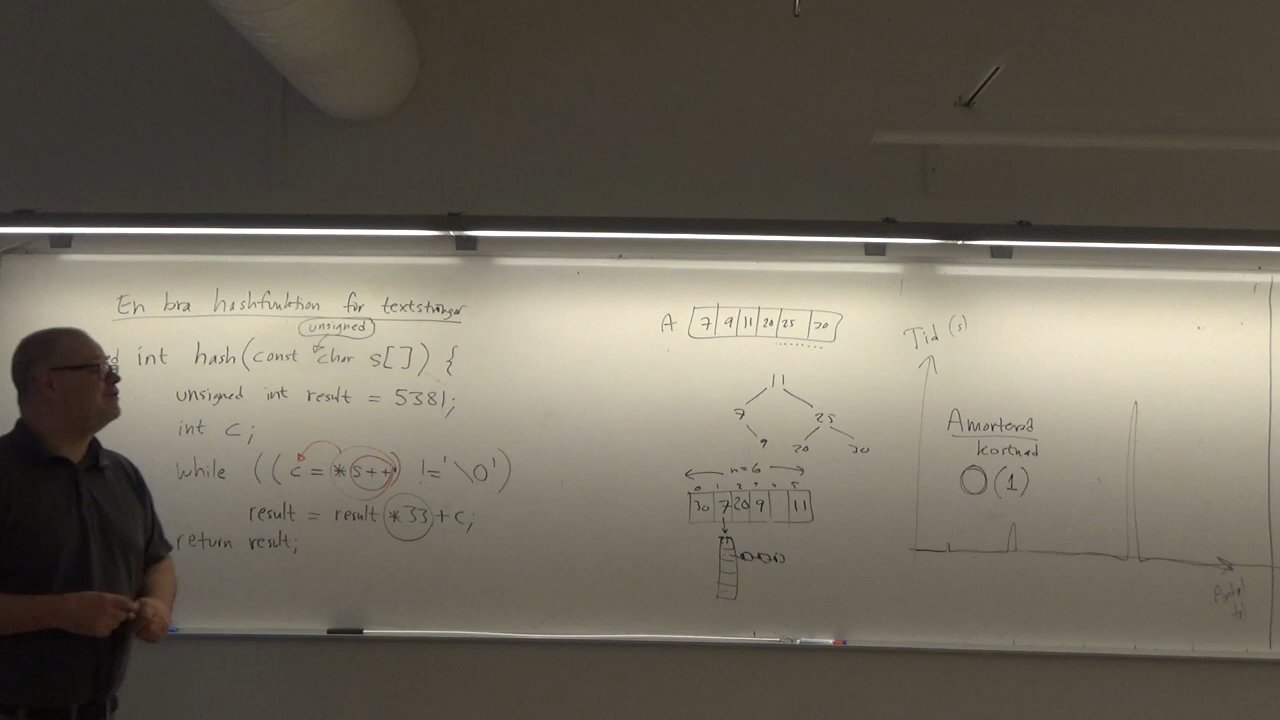 En bra hashfunktion för textsträngar
unsigned
int hash(const char s[]) {
unsigned int result = 5381;
int c;
while ((c = *s++) != '\0')
result = result *33 + c;
return result;
A 7 9 11 20 25 30
11
7 25
9 20 30
m=6
0 1 2 3 4 5
30 7 20 9 11
Tid (s)
Amorterad
kostnad
O(1)